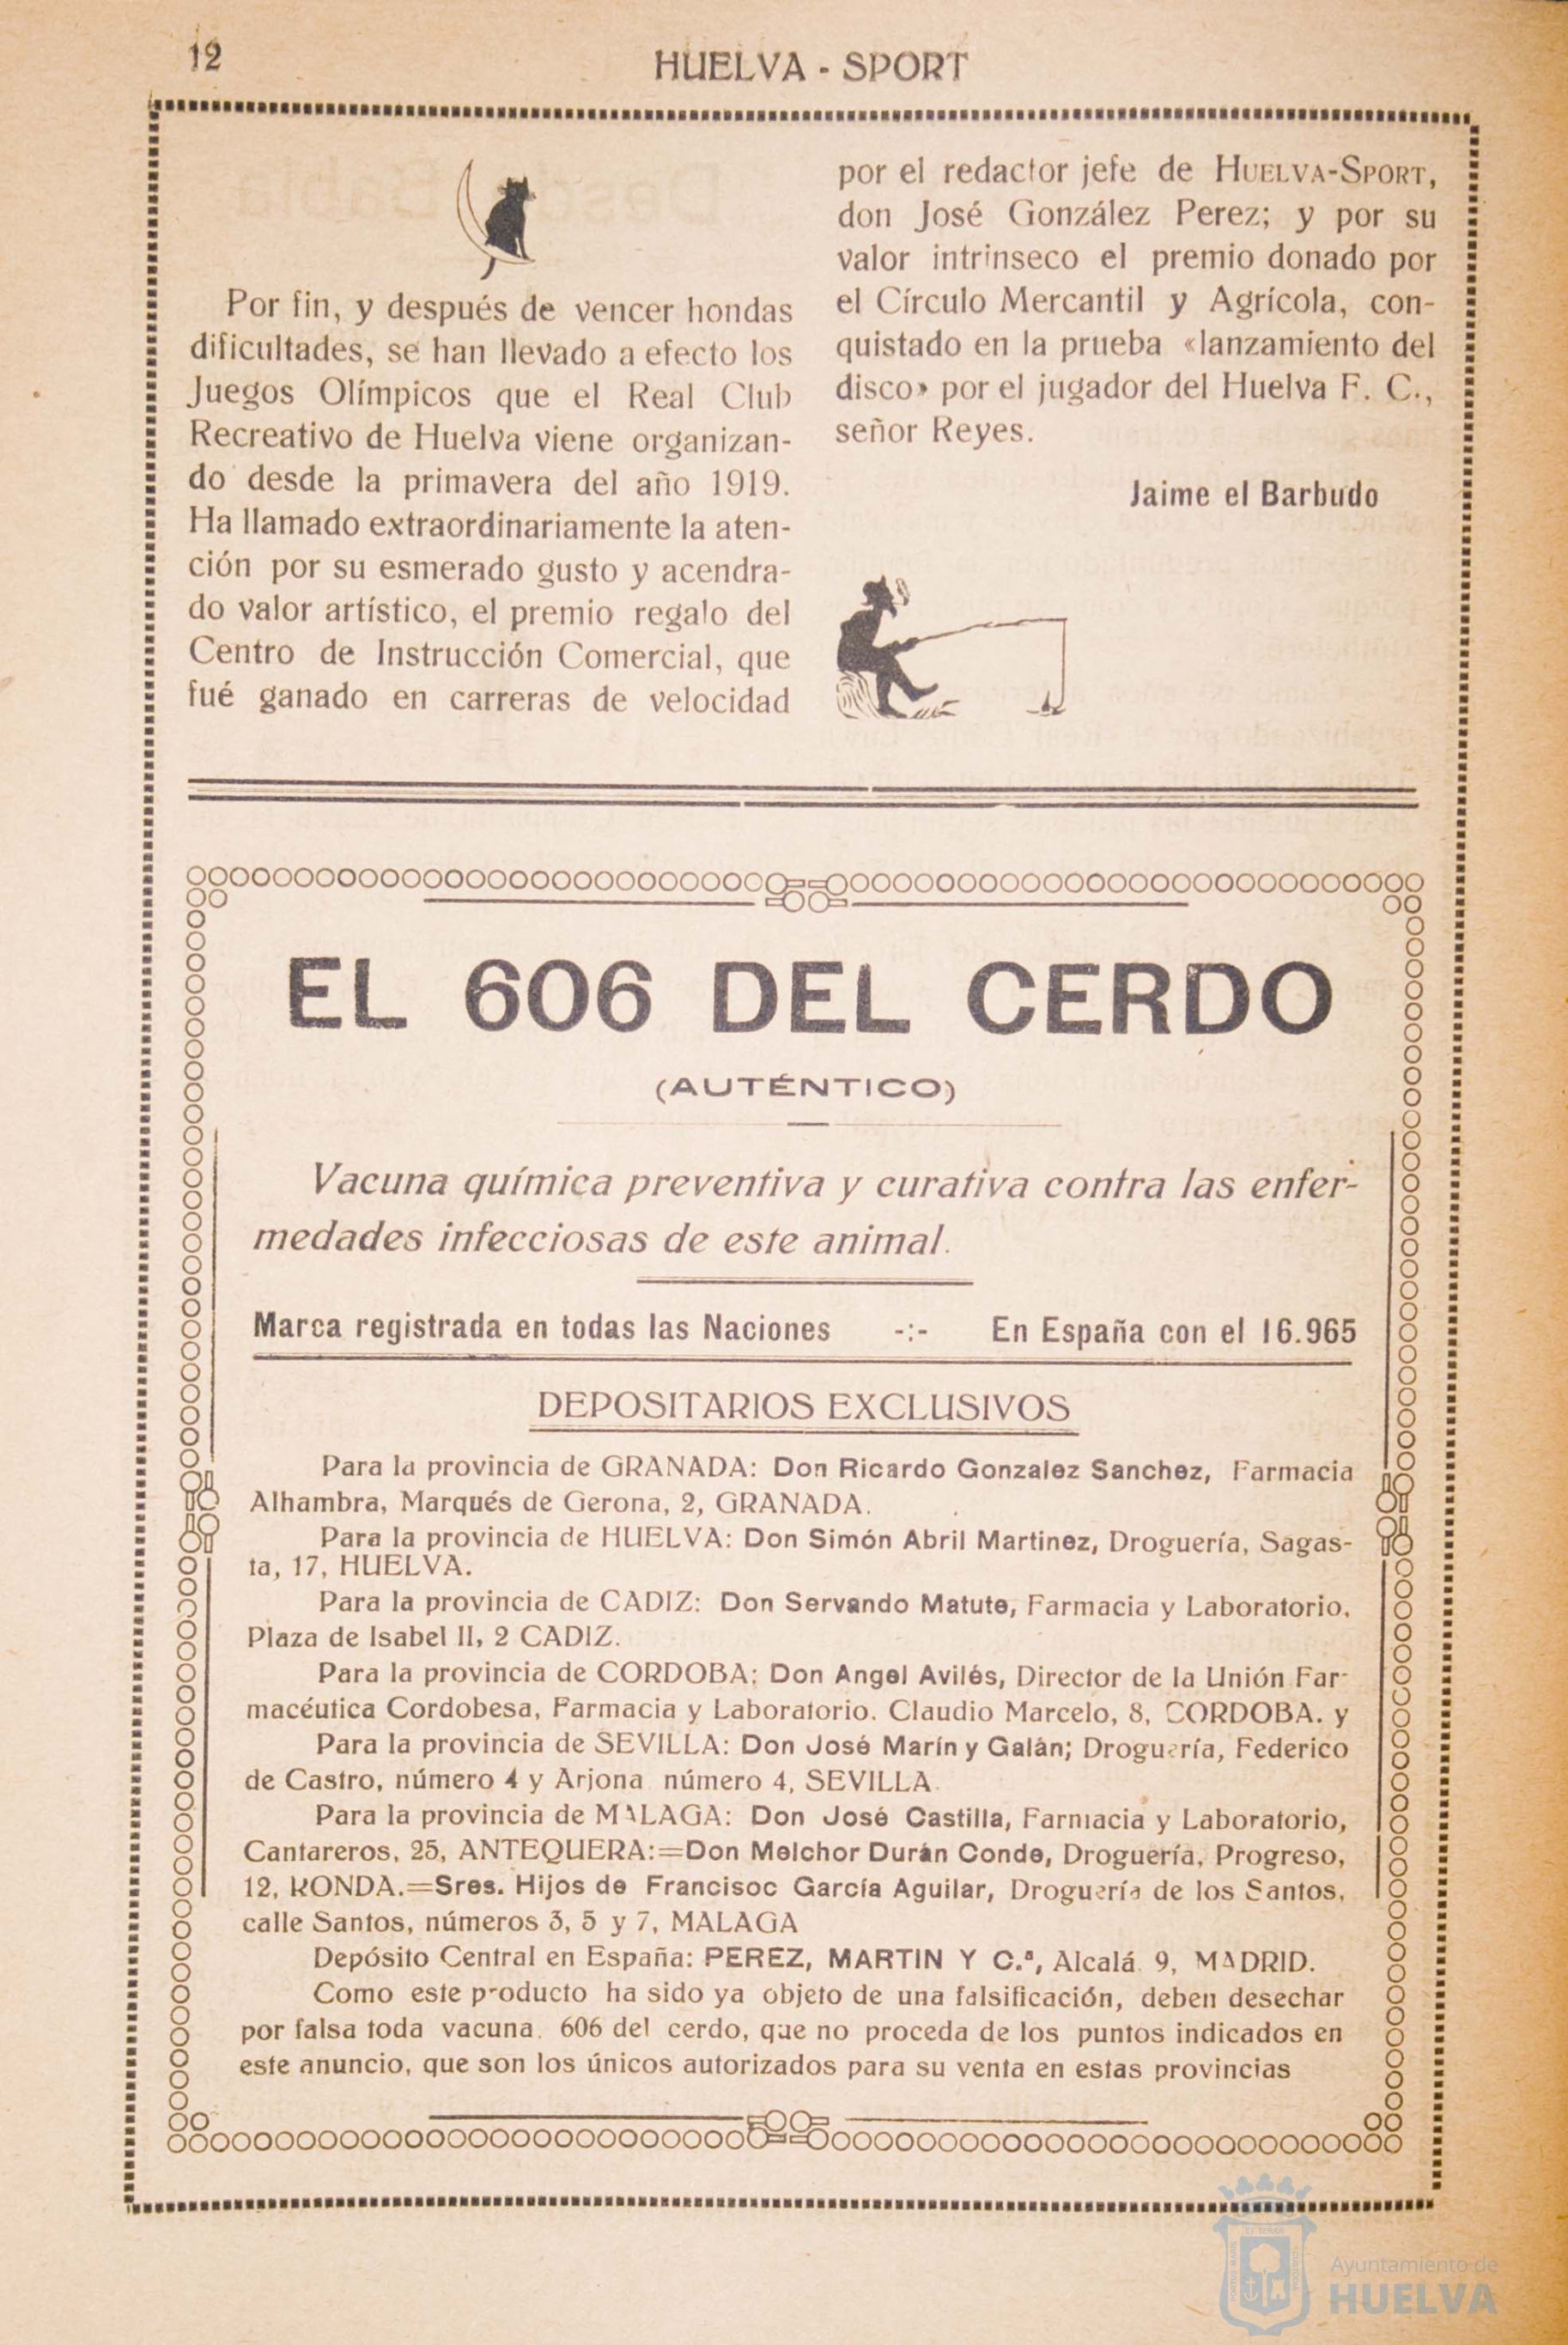 12
HUELVA - SPORT
Por fin, y después de vencer hondas
dificultades, se han llevado a efecto los
Juegos Olímpicos que el Real Club
Recreativo de Huelva viene organizan-
do desde la primavera del año 1919.
Ha llamado extraordinariamente la aten-
ción por su esmerado gusto y acendra-
do valor artístico, el premio regalo del
Centro de Instrucción Comercial, que
fué ganado en carreras de velocidad
por el redactor jefe de HUELVA-SPORT,
don José González Perez; y por su
valor intrinseco el premio donado por
el Círculo Mercantil y Agrícola, con-
quistado en la prueba «lanzamiento del
disco» por el jugador del Huelva F. C.,
señor Reyes.
Jaime el Barbudo
EL 606 DEL CERDO
(AUTÉNTICO)
Vacuna química preventiva y curativa contra las enfer-
medades infecciosas de este animal.
Marca registrada en todas las Naciones -:- En España con el 16.965
DEPOSITARIOS EXCLUSIVOS
Para la provincia de GRANADA: Don Ricardo Gonzalez Sanchez, Farmacia
Alhambra, Marqués de Gerona, 2, GRANADA.
Para la provincia de HUELVA: Don Simón Abril Martinez, Droguería, Sagas-
ta, 17, HUELVA.
Para la provincia de CADIZ: Don Servando Matute, Farmacia y Laboratorio,
Plaza de Isabel II, 2 CADIZ.
Para la provincia de CORDOBA: Don Angel Avilés, Director de la Unión Far-
macéutica Cordobesa, Farmacia y Laboratorio. Claudio Marcelo, 8, CORDOBA. y
Para la provincia de SEVILLA: Don José Marín y Galán; Droguería, Federico
de Castro, número 4 y Arjona número 4, SEVILLA.
Para la provincia de MALAGA: Don José Castilla, Farmacia y Laboratorio,
Cantareros, 25, ANTEQUERA:=Don Melchor Durán Conde, Droguería, Progreso,
12, RONDA.=Sres. Hijos de Francisoc García Aguilar, Droguería de los Santos,
calle Santos, números 3, 5 y 7, MALAGA
Depósito Central en España: PEREZ, MARTIN Y C.ª, Alcalá 9, MADRID.
Como este producto ha sido ya objeto de una falsificación, deben desechar
por falsa toda vacuna. 606 del cerdo, que no proceda de los puntos indicados en
este anuncio, que son los únicos autorizados para su venta en estas provincias
Ayuntamiento de
HUELVA